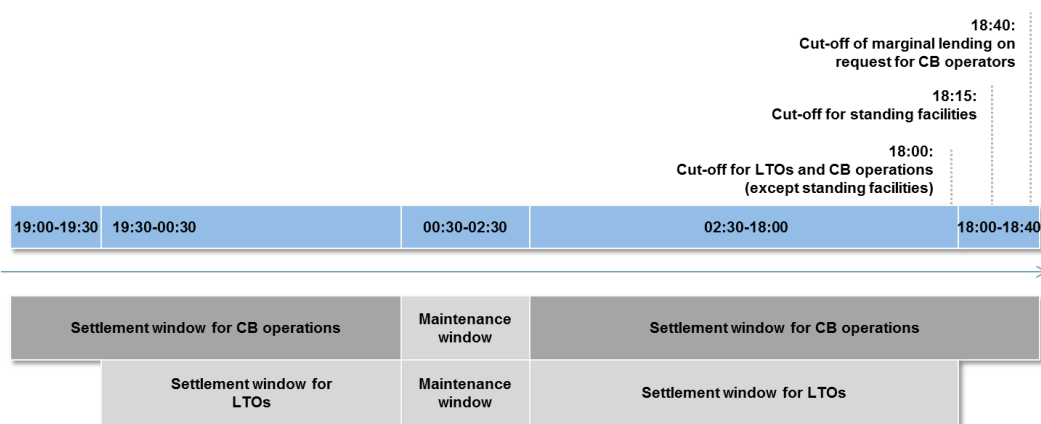 18:40:
Cut-off of marginal lending on
request for CB operators
18:15:
Cut-off for standing facilities
18:00:
Cut-off for LTOs and CB operations
(except standing facilities)
19:00-19:30
19:30-00:30
00:30-02:30
02:30-18:00
18:00-18:40
Settlement window for CB operations
Maintenance
window
Settlement window for CB operations
Settlement window for
LTOs
Maintenance
window
Settlement window for LTOs